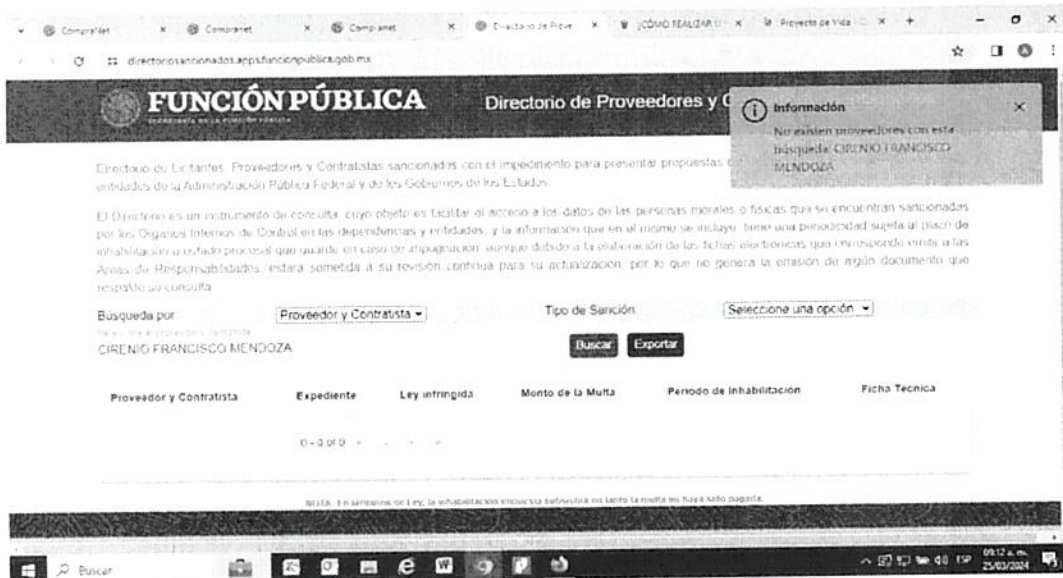 CompraNet
Compranet
Compranet
Directorio de Prove
¿CÓMO REALIZAR U
Proyecto de Vida
directoriosancionados.apps.funcionpublica.gob.mx
FUNCIÓN PÚBLICA
SECRETARÍA DE LA FUNCIÓN PÚBLICA
Directorio de Proveedores y C
Información
No existen proveedores con esta
búsqueda: CIRENIO FRANCISCO
MENDOZA
Directorio de Licitantes, Proveedores y Contratistas sancionados con el impedimento para presentar propuestas
entidades de la Administración Pública Federal y de los Gobiernos de los Estados.
El Directorio es un instrumento de consulta, cuyo objeto es facilitar el acceso a los datos de las personas morales o físicas que se encuentran sancionadas
por los Órganos Internos de Control en las dependencias y entidades, y la información que en el mismo se incluye, tiene una periodicidad sujeta al plazo de
inhabilitación o estado procesal que guarde en caso de impugnación, aunque debido a la elaboración de las fichas electrónicas que corresponde emitir a las
Áreas de Responsabilidades, estará sometida a su revisión continua para su actualización, por lo que no genera la emisión de algún documento que
respalde su consulta
Búsqueda por:
Proveedor y Contratista
Tipo de Sanción:
Seleccione una opción
CIRENIO FRANCISCO MENDOZA
Buscar
Exportar
Proveedor y Contratista
Expediente
Ley infringida
Monto de la Multa
Periodo de Inhabilitación
Ficha Técnica
0 - 0 of 0
NOTA: En términos de Ley, la inhabilitación impuesta subsistirá en tanto la multa no haya sido pagada.
Buscar
ESP
09:12 a. m.
25/03/2024